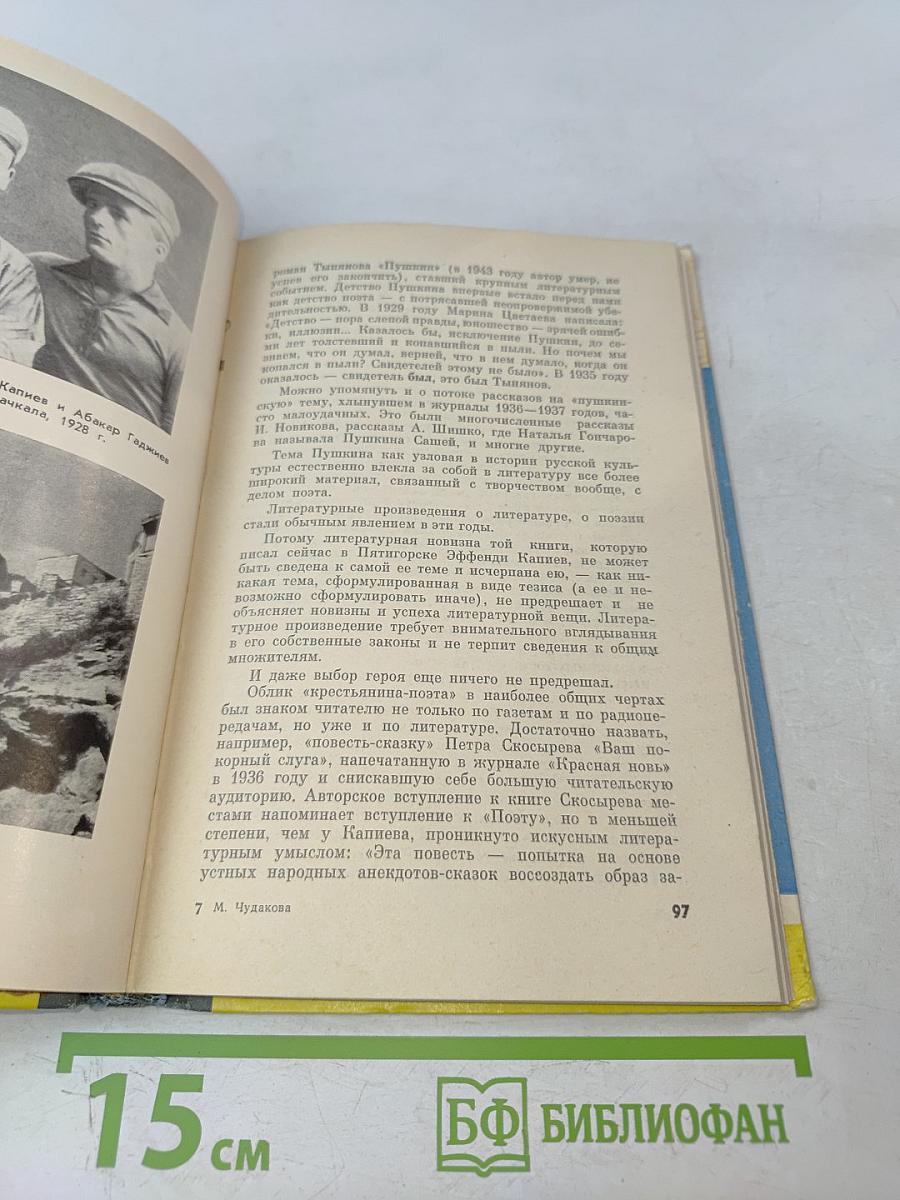 Капиев и Абакар Гаджиев
ачкала, 1928 г.
роман Тынянова «Пушкин» (в 1943 году автор умер, не
успев его закончить), ставший крупным литературным
событием. Детство Пушкина впервые встало перед нами
как детство поэта — с потрясавшей неопровержимой убе-
дительностью. В 1929 году Марина Цветаева написала:
«Детство — пора слепой правды, юношество — зрячей ошиб-
ки, иллюзии... Казалось бы, исключение Пушкин, до се-
ми лет толстевший и копавшийся в пыли. Но почем мы
знаем, что он думал, верней, что в нем думало, когда он
копался в пыли? Свидетелей этому не было». В 1935 году
оказалось — свидетель был, это был Тынянов.
Можно упомянуть и о потоке рассказов на «пушкин-
скую» тему, хлынувшем в журналы 1936—1937 годов, ча-
сто малоудачных. Это были многочисленные рассказы
И. Новикова, рассказы А. Шишко, где Наталья Гончаро-
ва называла Пушкина Сашей, и многие другие.
Тема Пушкина как узловая в истории русской куль-
туры естественно влекла за собой в литературу все более
широкий материал, связанный с творчеством вообще, с
делом поэта.
Литературные произведения о литературе, о поэзии
стали обычным явлением в эти годы.
Потому литературная новизна той книги, которую
писал сейчас в Пятигорске Эффенди Капиев, не может
быть сведена к самой ее теме и исчерпана ею, — как ни-
какая тема, сформулированная в виде тезиса (а ее и не-
возможно сформулировать иначе), не предрешает и не
объясняет новизны и успеха литературной вещи. Литера-
турное произведение требует внимательного вглядывания
в его собственные законы и не терпит сведения к общим
множителям.
И даже выбор героя еще ничего не предрешал.
Облик «крестьянина-поэта» в наиболее общих чертах
был знаком читателю не только по газетам и по радиопе-
редачам, но уже и по литературе. Достаточно назвать,
например, «повесть-сказку» Петра Скосырева «Ваш по-
корный слуга», напечатанную в журнале «Красная новь»
в 1936 году и снискавшую себе большую читательскую
аудиторию. Авторское вступление к книге Скосырева ме-
стами напоминает вступление к «Поэту», но в меньшей
степени, чем у Капиева, проникнуто искусным литера-
турным умыслом: «Эта повесть — попытка на основе
устных народных анекдотов-сказок воссоздать образ за-
7 М. Чудакова
97
15 см
БФ БИБЛИОФАН